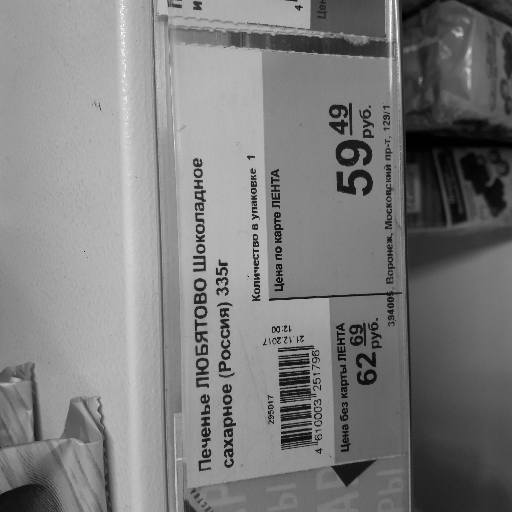 Печенье ЛЮБЯТОВО Шоколадное
сахарное (Россия) 335г
Количество в упаковке 1
295017
21.12.2017
12:00
4 610003 251796
Цена по карте ЛЕНТА
59 49
руб.
Цена без карты ЛЕНТА
62 69
руб.
394006, Воронеж, Московский пр-т, 129/1